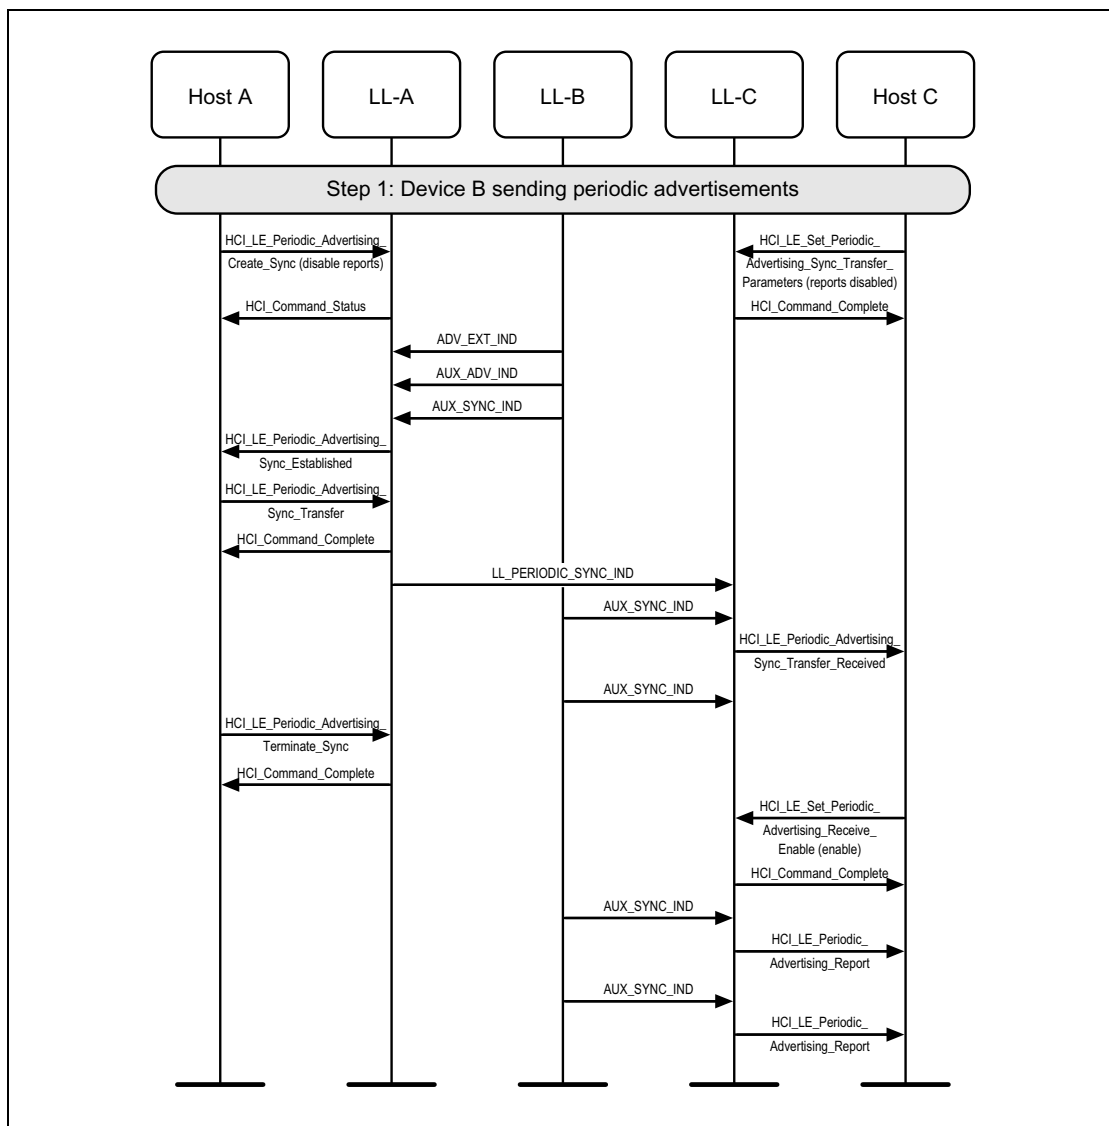 Host A
LL-A
LL-B
LL-C
Host C
Step 1: Device B sending periodic advertisements
HCI_LE_Periodic_Advertising_
Create_Sync (disable reports)
HCI_LE_Set_Periodic_
Advertising_Sync_Transfer_
Parameters (reports disabled)
HCI_Command_Status
HCI_Command_Complete
ADV_EXT_IND
AUX_ADV_IND
AUX_SYNC_IND
HCI_LE_Periodic_Advertising_
Sync_Established
HCI_LE_Periodic_Advertising_
Sync_Transfer
HCI_Command_Complete
LL_PERIODIC_SYNC_IND
AUX_SYNC_IND
HCI_LE_Periodic_Advertising_
Sync_Transfer_Received
AUX_SYNC_IND
HCI_LE_Periodic_Advertising_
Terminate_Sync
HCI_Command_Complete
HCI_LE_Set_Periodic_
Advertising_Receive_
Enable (enable)
HCI_Command_Complete
AUX_SYNC_IND
HCI_LE_Periodic_
Advertising_Report
AUX_SYNC_IND
HCI_LE_Periodic_
Advertising_Report